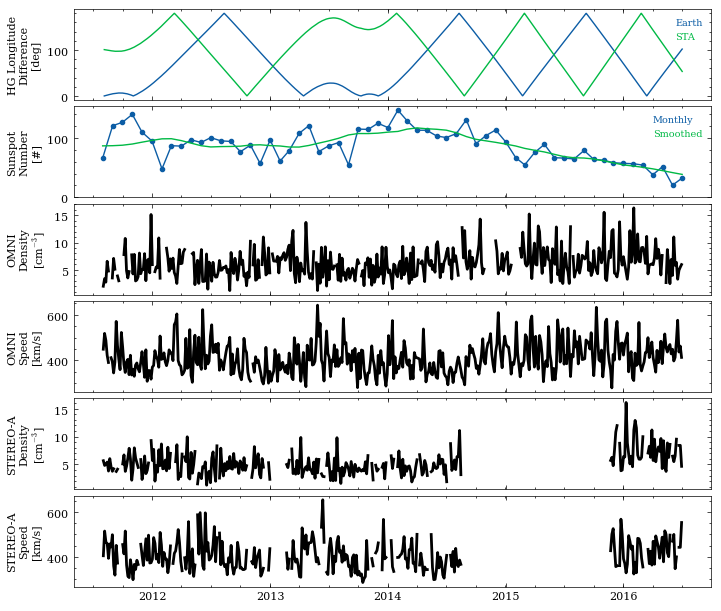 HG Longitude
Difference
[deg]
100
0
Earth
STA
Sunspot
Number
[#]
100
0
Monthly
Smoothed
OMNI
Density
[cm⁻³]
15
10
5
OMNI
Speed
[km/s]
600
400
STEREO-A
Density
[cm⁻³]
15
10
5
STEREO-A
Speed
[km/s]
600
400
2012 2013 2014 2015 2016